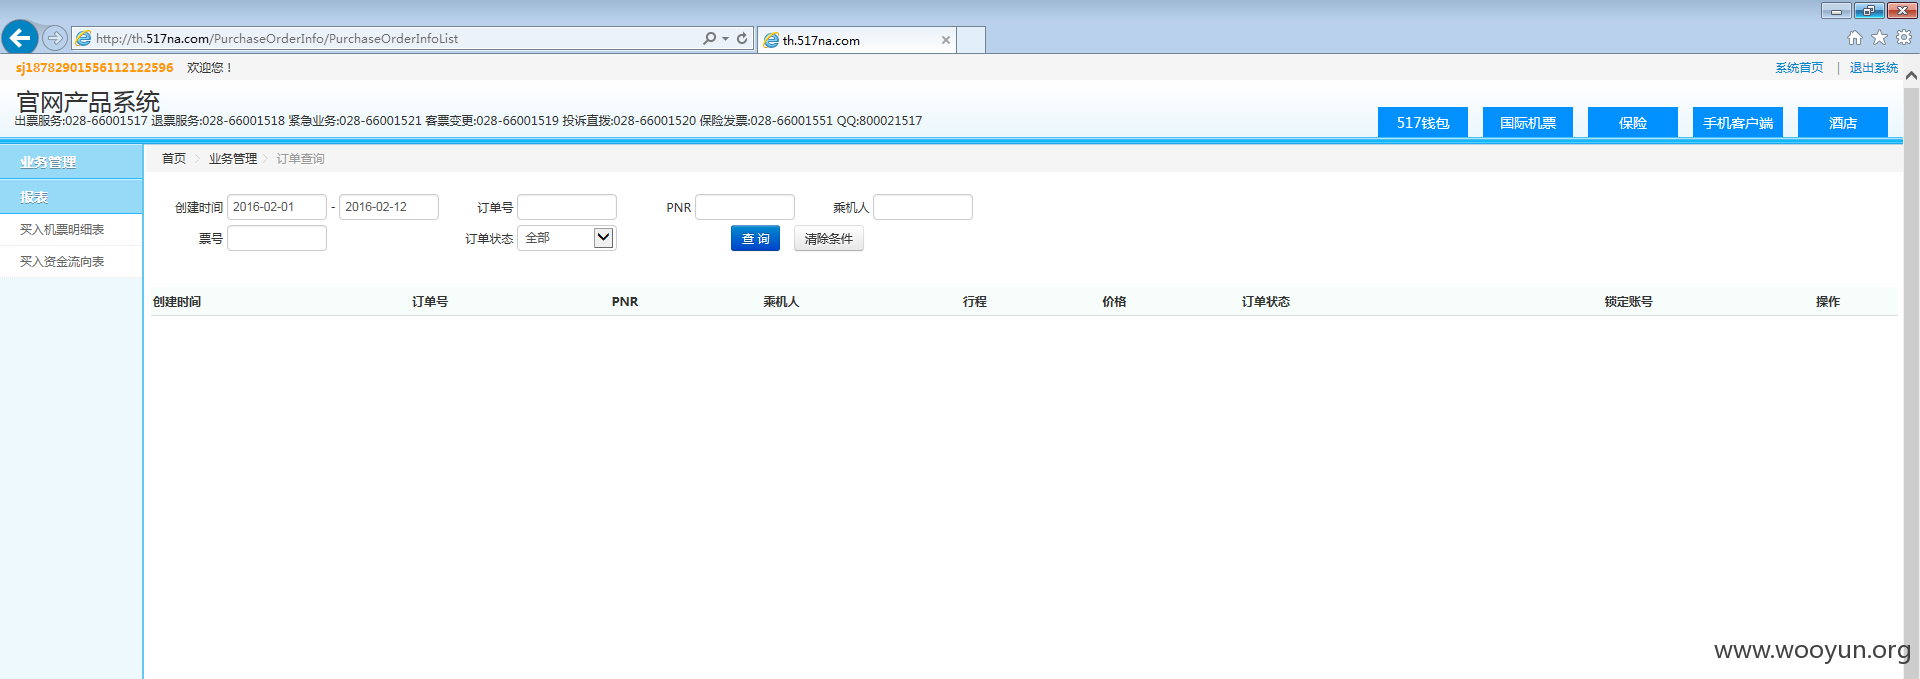 http://th.517na.com/PurchaseOrderInfo/PurchaseOrderInfoList
th.517na.com
sj18782901556112122596 欢迎您！
系统首页 | 退出系统
官网产品系统
出票服务:028-66001517 退票服务:028-66001518 紧急业务:028-66001521 客票变更:028-66001519 投诉直拨:028-66001520 保险发票:028-66001551 QQ:800021517
517钱包 国际机票 保险 手机客户端 酒店
业务管理
报表
买入机票明细表
买入资金流向表
首页 > 业务管理 > 订单查询
创建时间 2016-02-01 - 2016-02-12 订单号 PNR 乘机人
票号 订单状态 全部 查 询 清除条件
创建时间 订单号 PNR 乘机人 行程 价格 订单状态 锁定账号 操作
www.wooyun.org